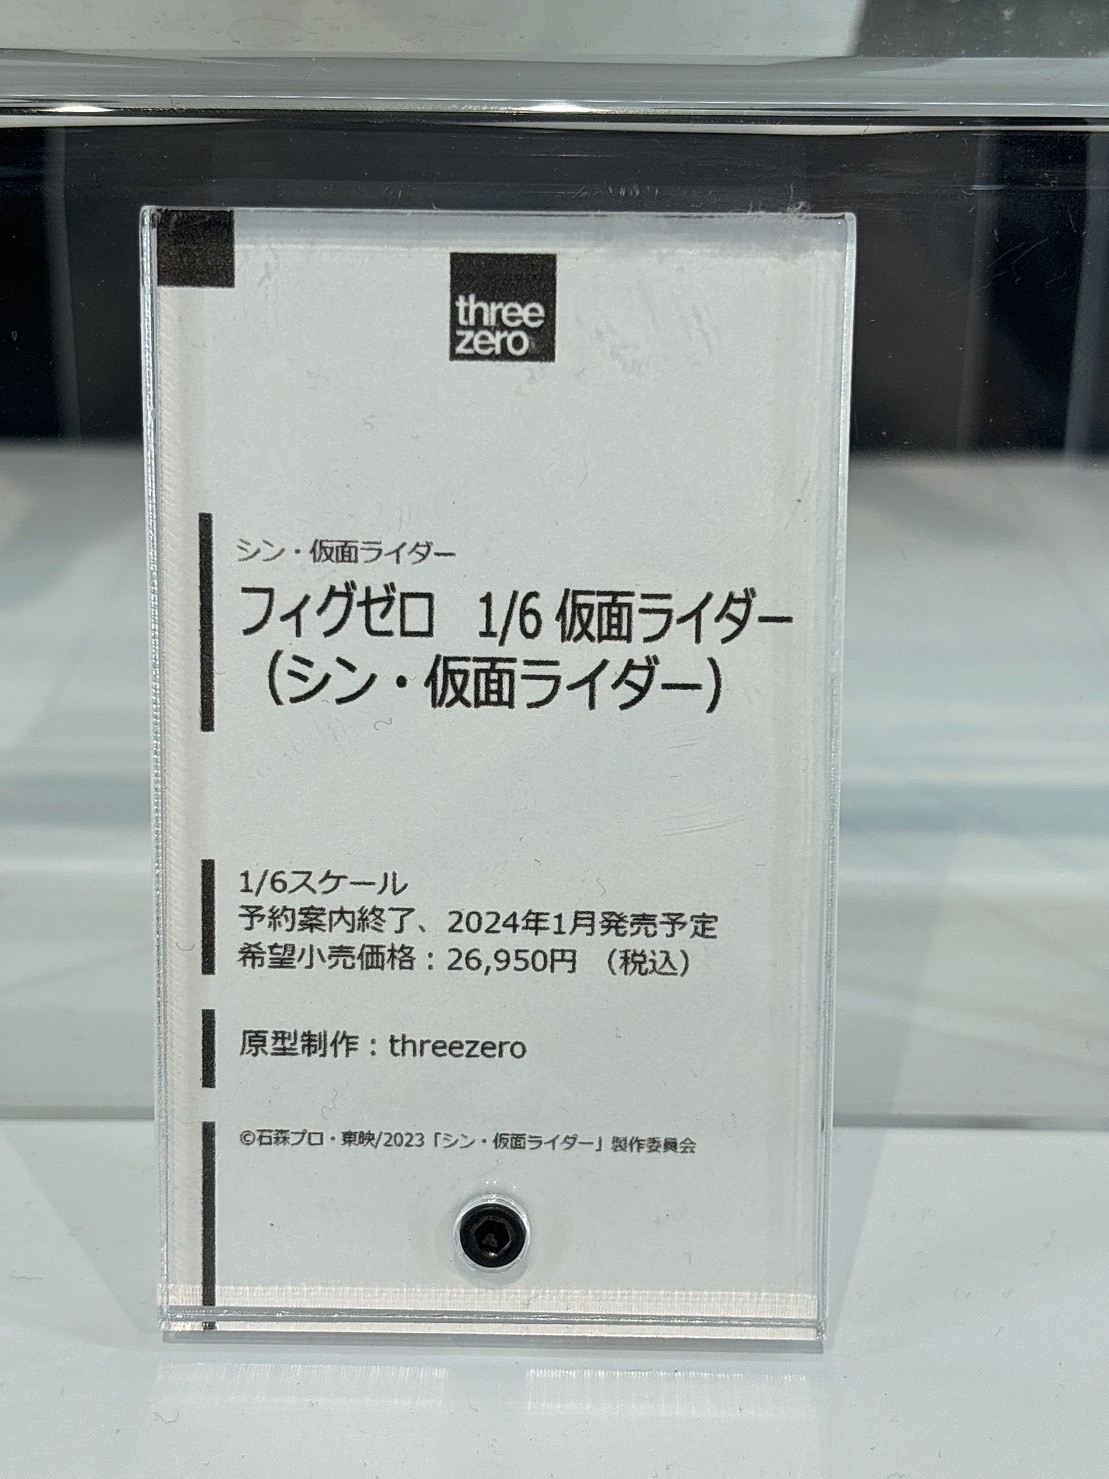 three
zero
シン・仮面ライダー
フィグゼロ 1/6 仮面ライダー
(シン・仮面ライダー)
1/6スケール
予約案内終了、2024年1月発売予定
希望小売価格：26,950円 （税込）
原型制作：threezero
©石森プロ・東映/2023「シン・仮面ライダー」製作委員会